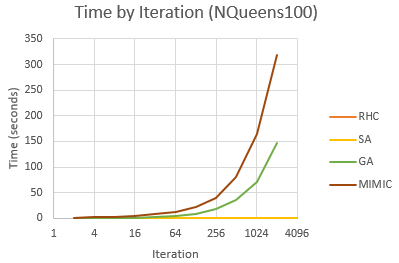 Time by Iteration (NQueens100)
350
300
250
200
150
100
50
0
Time (seconds)
1 4 16 64 256 1024 4096
Iteration
RHC
SA
GA
MIMIC